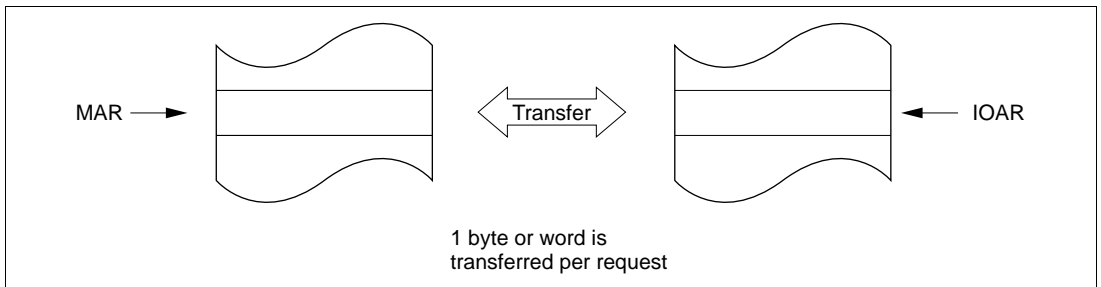 MAR
Transfer
IOAR
1 byte or word is
transferred per request